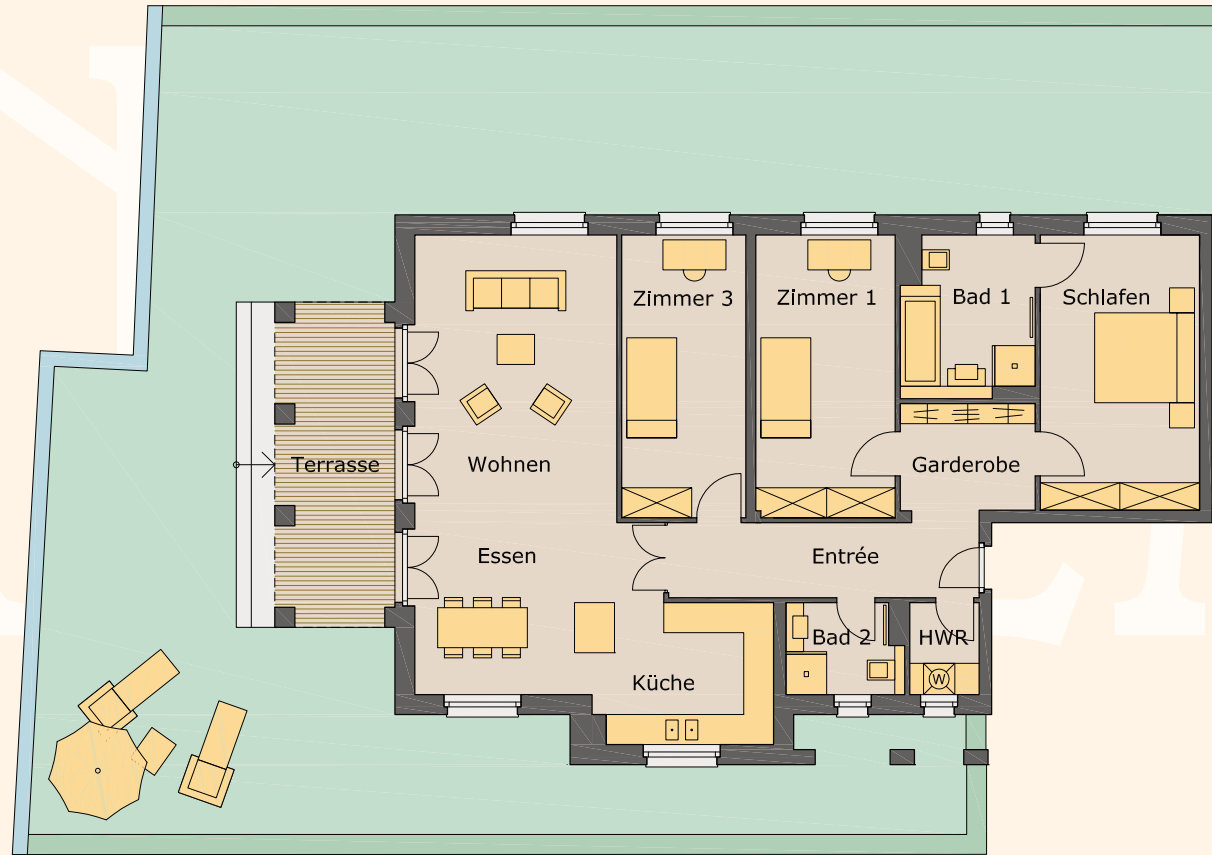 Zimmer 3
Zimmer 1
Bad 1
Schlafen
Terrasse
Wohnen
Garderobe
Essen
Entrée
Bad 2
HWR
Küche
W